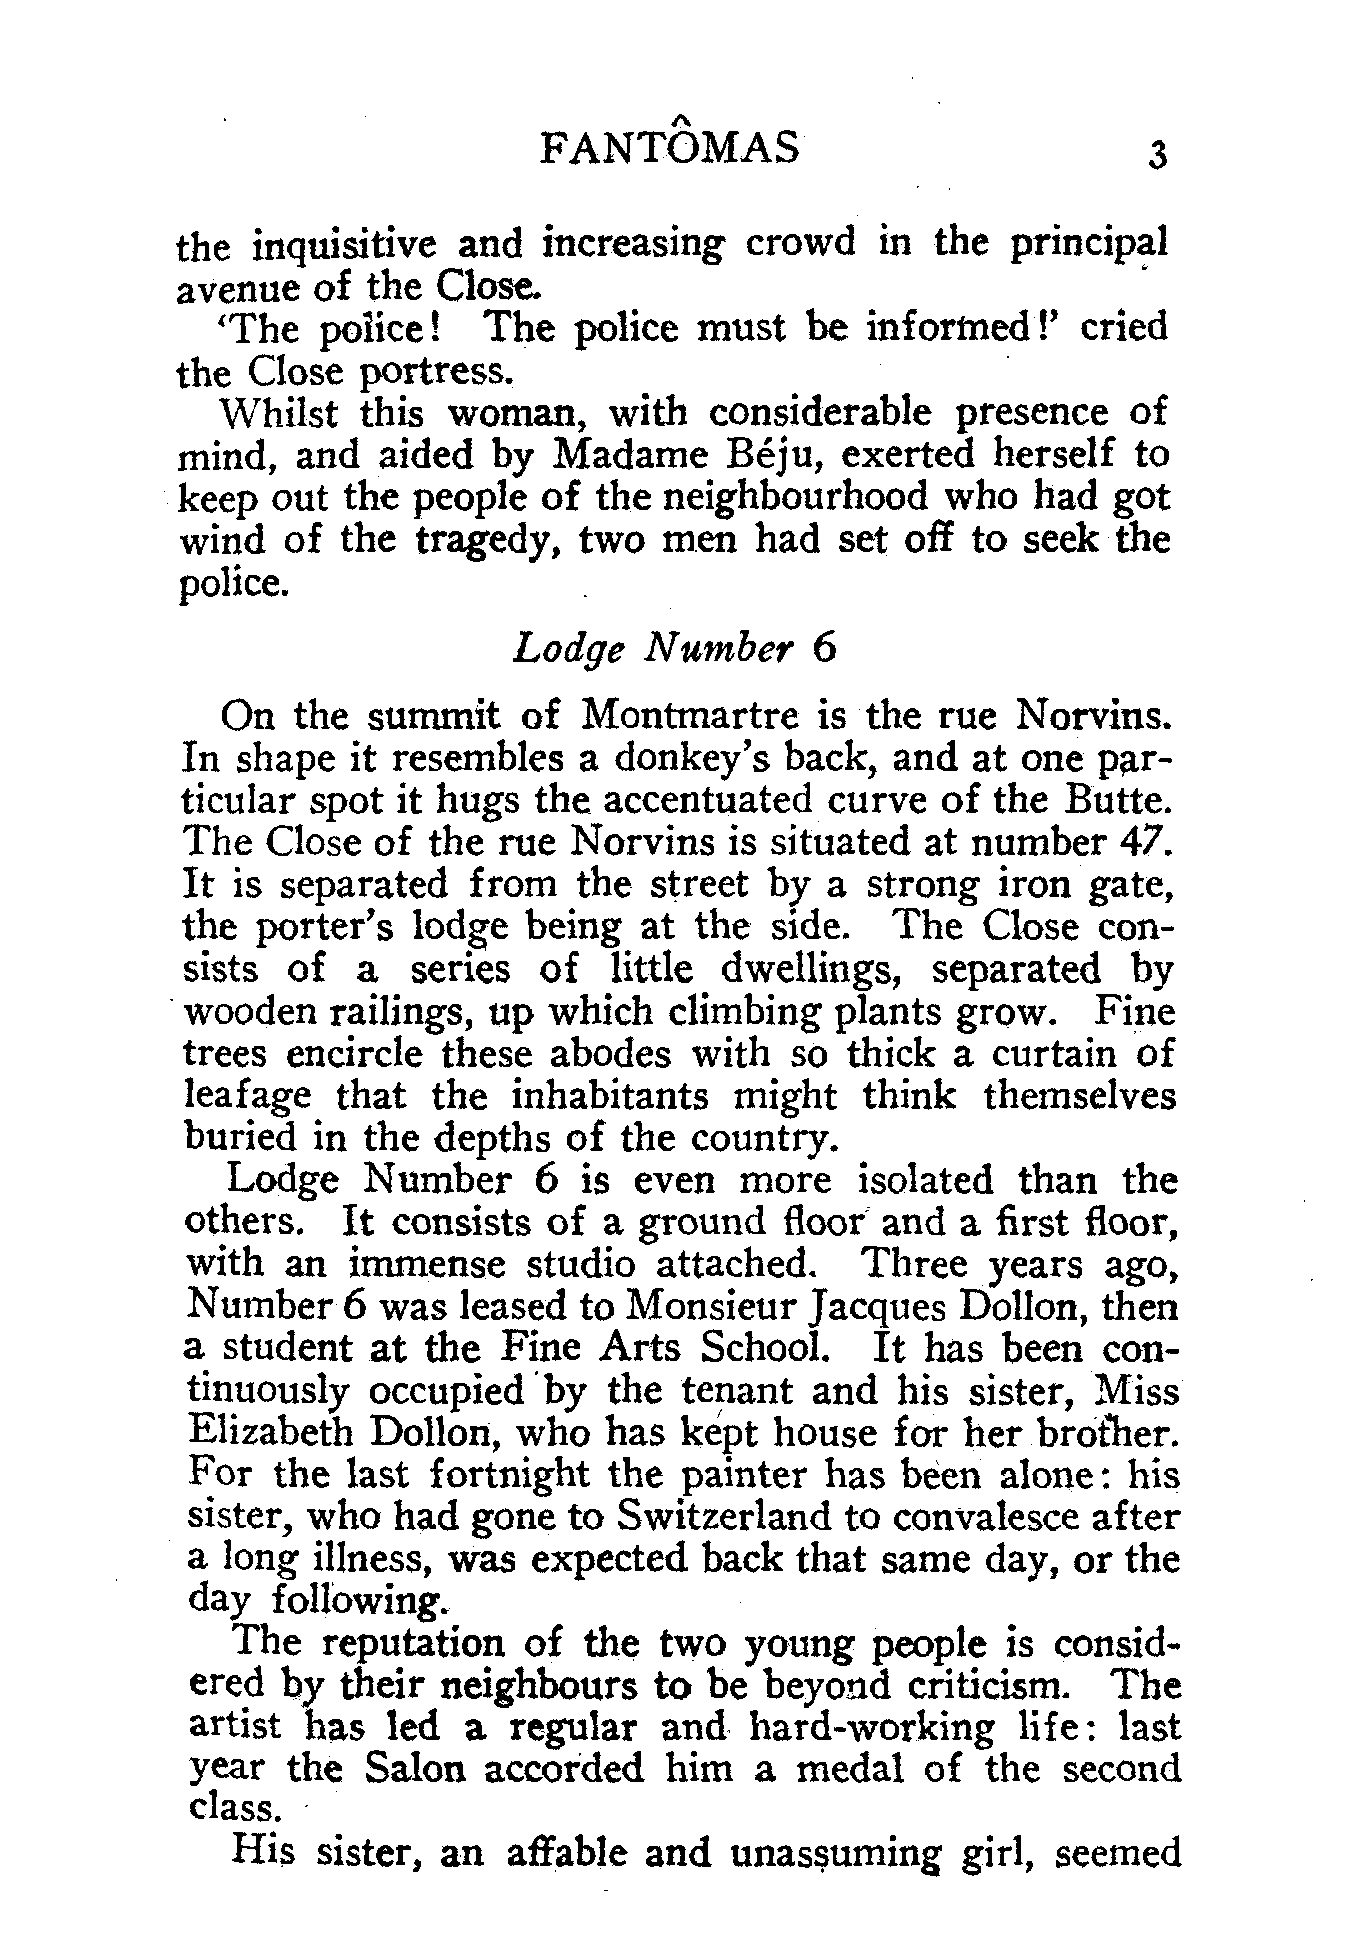 FANTÔMAS 3
the inquisitive and increasing crowd in the principal
avenue of the Close.
‘The police! The police must be informed!’ cried
the Close portress.
Whilst this woman, with considerable presence of
mind, and aided by Madame Béju, exerted herself to
keep out the people of the neighbourhood who had got
wind of the tragedy, two men had set off to seek the
police.
Lodge Number 6
On the summit of Montmartre is the rue Norvins.
In shape it resembles a donkey’s back, and at one par-
ticular spot it hugs the accentuated curve of the Butte.
The Close of the rue Norvins is situated at number 47.
It is separated from the street by a strong iron gate,
the porter’s lodge being at the side. The Close con-
sists of a series of little dwellings, separated by
wooden railings, up which climbing plants grow. Fine
trees encircle these abodes with so thick a curtain of
leafage that the inhabitants might think themselves
buried in the depths of the country.
Lodge Number 6 is even more isolated than the
others. It consists of a ground floor and a first floor,
with an immense studio attached. Three years ago,
Number 6 was leased to Monsieur Jacques Dollon, then
a student at the Fine Arts School. It has been con-
tinuously occupied by the tenant and his sister, Miss
Elizabeth Dollon, who has kept house for her brother.
For the last fortnight the painter has been alone: his
sister, who had gone to Switzerland to convalesce after
a long illness, was expected back that same day, or the
day following.
The reputation of the two young people is consid-
ered by their neighbours to be beyond criticism. The
artist has led a regular and hard-working life: last
year the Salon accorded him a medal of the second
class.
His sister, an affable and unassuming girl, seemed